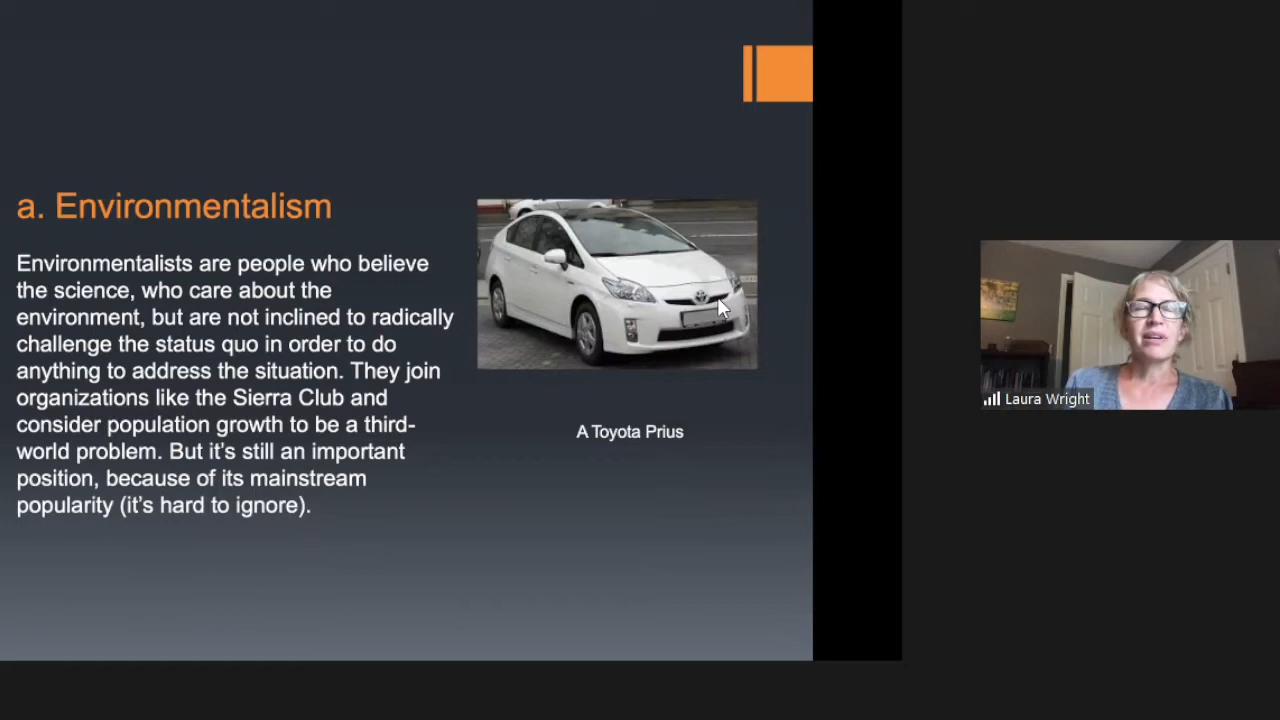 a. Environmentalism
Environmentalists are people who believe
the science, who care about the
environment, but are not inclined to radically
challenge the status quo in order to do
anything to address the situation. They join
organizations like the Sierra Club and
consider population growth to be a third-
world problem. But it’s still an important
position, because of its mainstream
popularity (it’s hard to ignore).
A Toyota Prius
Laura Wright